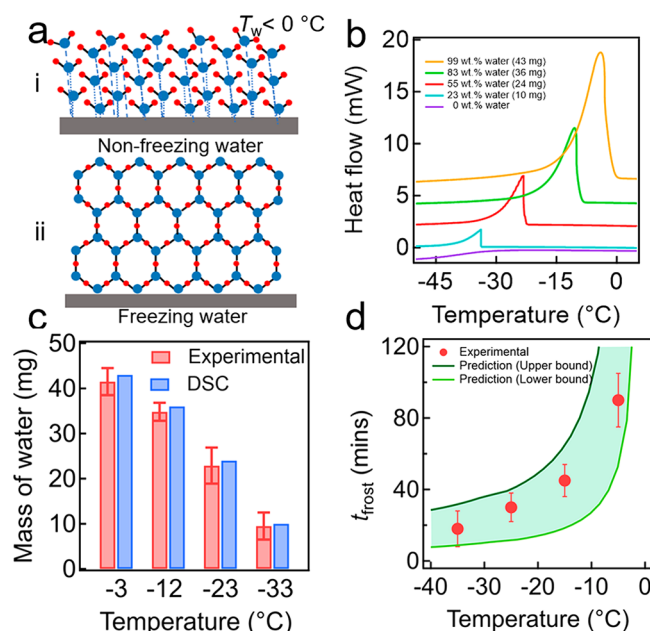 a
T_w < 0 °C
i
Non-freezing water
ii
Freezing water
b
Heat flow (mW)
20
15
10
5
0
99 wt.% water (43 mg)
83 wt.% water (36 mg)
55 wt.% water (24 mg)
23 wt.% water (10 mg)
0 wt.% water
-45
-30
-15
0
Temperature (°C)
c
Mass of water (mg)
50
40
30
20
10
0
Experimental
DSC
-3
-12
-23
-33
Temperature (°C)
d
t_frost (mins)
120
80
40
0
Experimental
Prediction (Upper bound)
Prediction (Lower bound)
-40
-30
-20
-10
0
Temperature (°C)